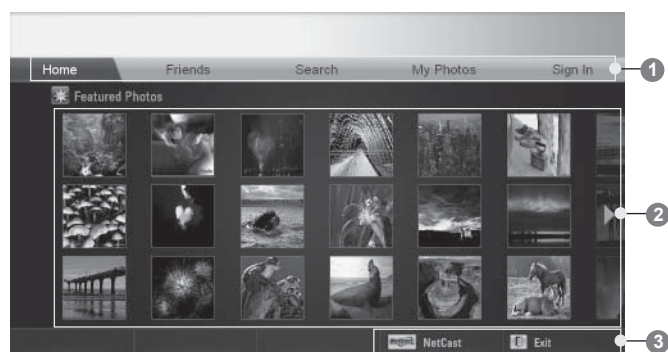 Home Friends Search My Photos Sign In
1
Featured Photos
2
NetCast Exit
3